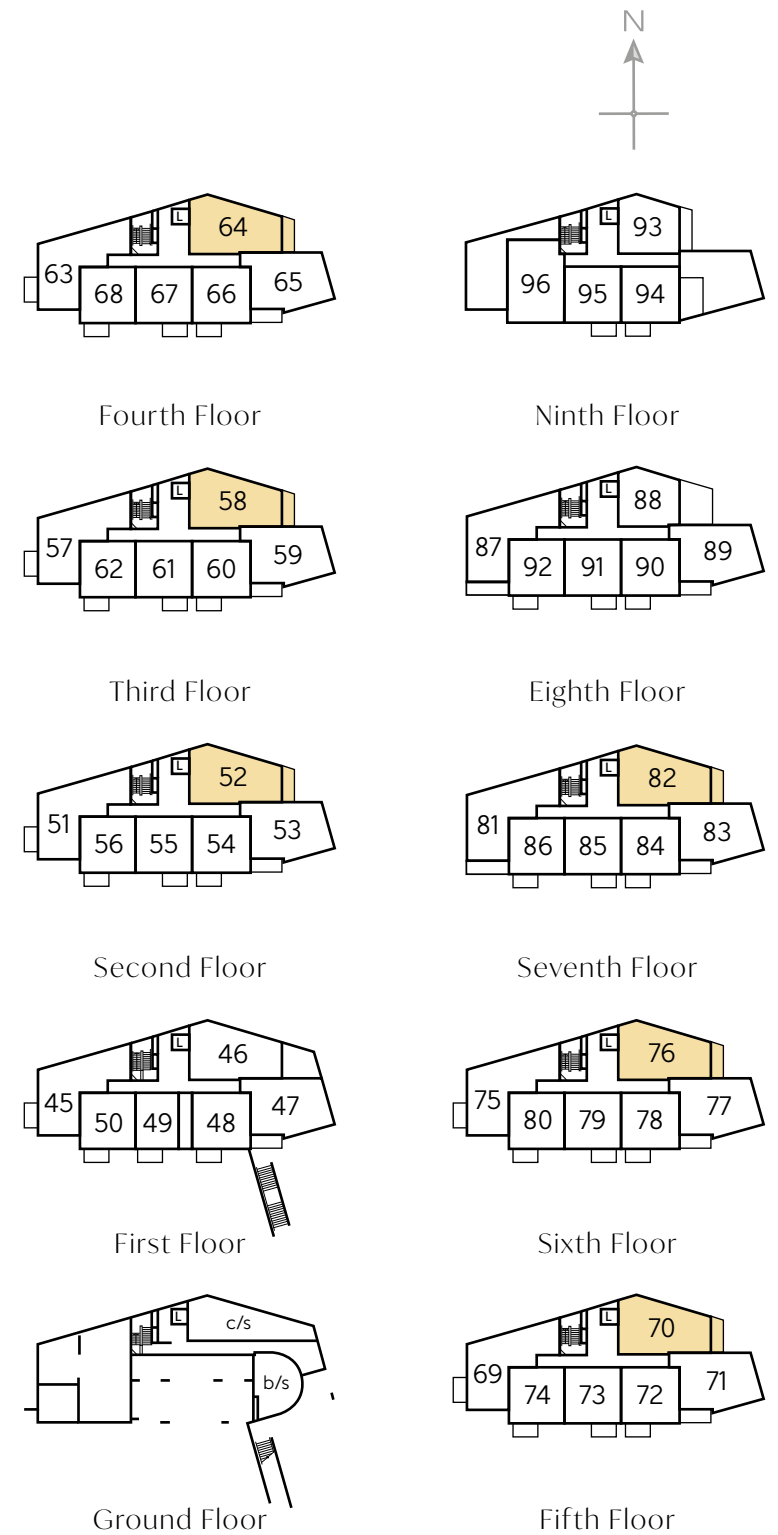 N
L
64
63
65
68
67
66
Fourth Floor
L
93
96
95
94
Ninth Floor
L
58
57
59
62
61
60
Third Floor
L
88
87
89
92
91
90
Eighth Floor
L
52
51
53
56
55
54
Second Floor
L
82
81
83
86
85
84
Seventh Floor
L
46
45
47
50
49
48
First Floor
L
76
75
77
80
79
78
Sixth Floor
L
c/s
b/s
Ground Floor
L
70
69
71
74
73
72
Fifth Floor